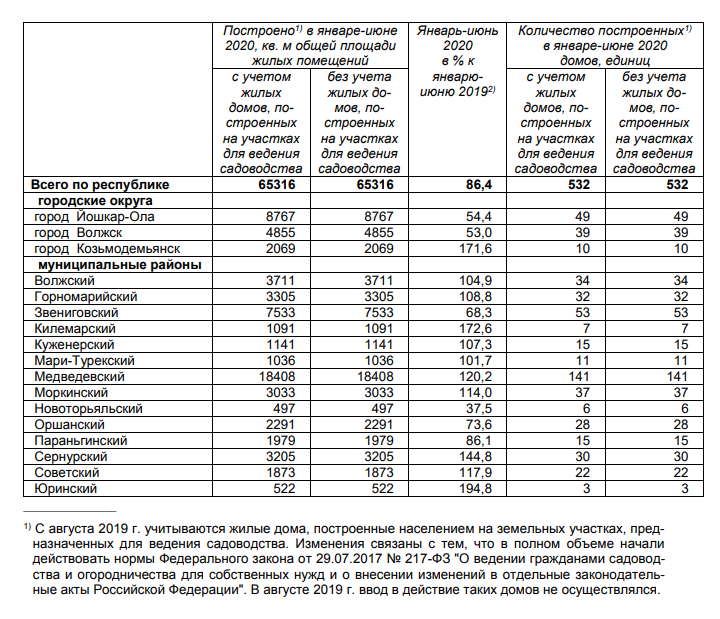 Построено1) в январе-июне 2020, кв. м общей площади жилых помещений | Январь-июнь 2020 в % к январю-июню 20192) | Количество построенных1) в январе-июне 2020 домов, единиц
с учетом жилых домов, построенных на участках для ведения садоводства | без учета жилых домов, построенных на участках для ведения садоводства | с учетом жилых домов, построенных на участках для ведения садоводства | без учета жилых домов, построенных на участках для ведения садоводства
Всего по республике 65316 65316 86,4 532 532
городские округа
город Йошкар-Ола 8767 8767 54,4 49 49
город Волжск 4855 4855 53,0 39 39
город Козьмодемьянск 2069 2069 171,6 10 10
муниципальные районы
Волжский 3711 3711 104,9 34 34
Горномарийский 3305 3305 108,8 32 32
Звениговский 7533 7533 68,3 53 53
Килемарский 1091 1091 172,6 7 7
Куженерский 1141 1141 107,3 15 15
Мари-Турекский 1036 1036 101,7 11 11
Медведевский 18408 18408 120,2 141 141
Моркинский 3033 3033 114,0 37 37
Новоторьяльский 497 497 37,5 6 6
Оршанский 2291 2291 73,6 28 28
Параньгинский 1979 1979 86,1 15 15
Сернурский 3205 3205 144,8 30 30
Советский 1873 1873 117,9 22 22
Юринский 522 522 194,8 3 3
1) С августа 2019 г. учитываются жилые дома, построенные населением на земельных участках, пред-
назначенных для ведения садоводства. Изменения связаны с тем, что в полном объеме начали
действовать нормы Федерального закона от 29.07.2017 № 217-ФЗ "О ведении гражданами садовод-
ства и огородничества для собственных нужд и о внесении изменений в отдельные законодатель-
ные акты Российской Федерации". В августе 2019 г. ввод в действие таких домов не осуществлялся.